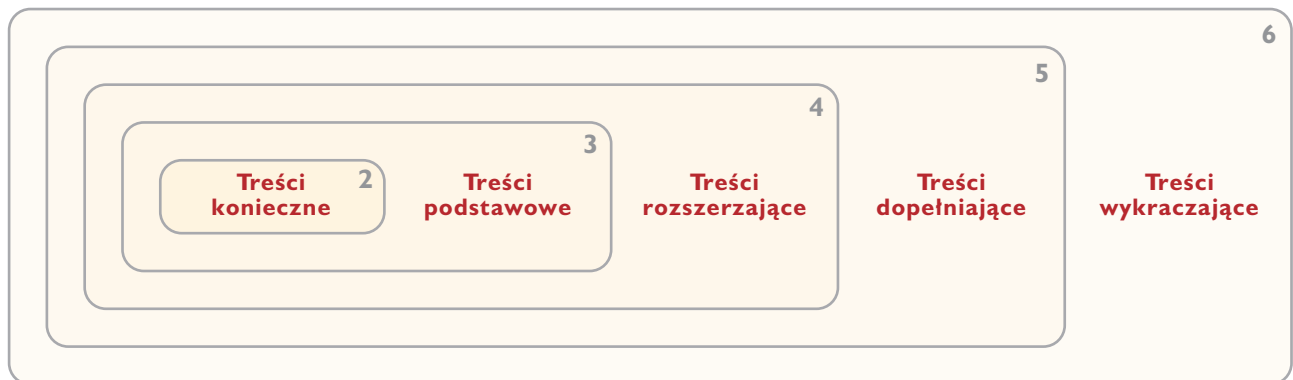 6
5
4
3
2
Treści
konieczne
Treści
podstawowe
Treści
rozszerzające
Treści
dopełniające
Treści
wykraczające